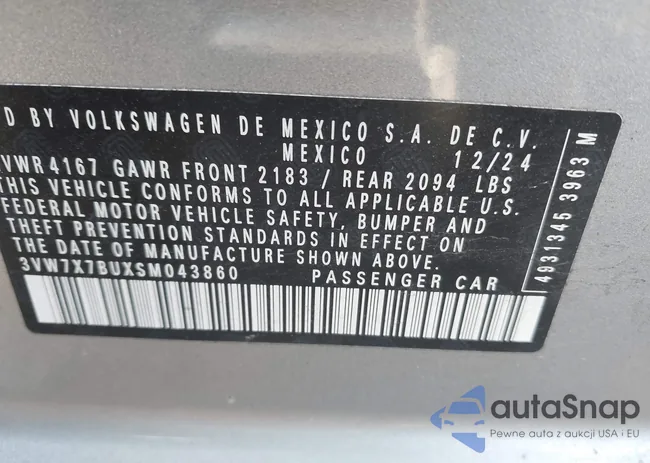 D BY VOLKSWAGEN DE MEXICO S.A. DE C.V.
MEXICO 12/24
VWR 4167 GAWR FRONT 2183 / REAR 2094 LBS
THIS VEHICLE CONFORMS TO ALL APPLICABLE U.S.
FEDERAL MOTOR VEHICLE SAFETY, BUMPER AND
THEFT PREVENTION STANDARDS IN EFFECT ON
THE DATE OF MANUFACTURE SHOWN ABOVE.
3VW7X7BUXSM043860 PASSENGER CAR
4931345 3963 M
autaSnap
Pewne auta z aukcji USA i EU